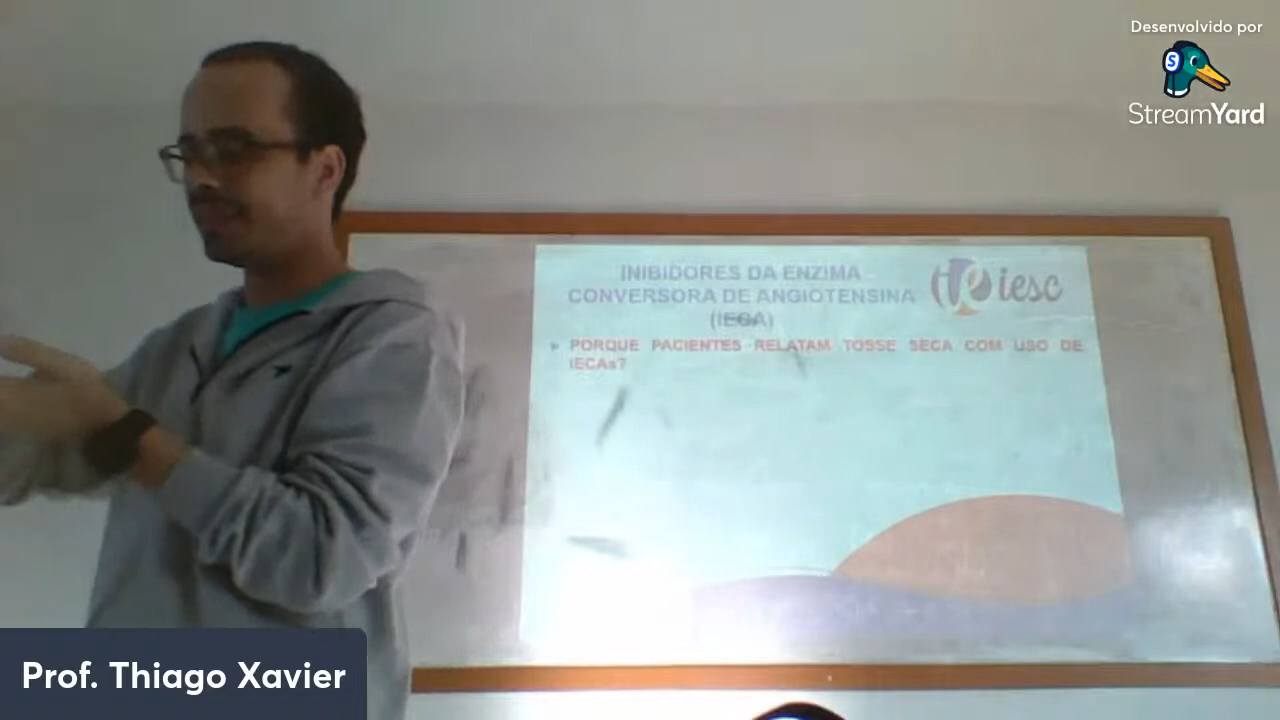 Desenvolvido por
StreamYard
INIBIDORES DA ENZIMA
CONVERSORA DE ANGIOTENSINA
(IECA)
iesc
PORQUE PACIENTES RELATAM TOSSE SECA COM USO DE
IECAs?
Prof. Thiago Xavier